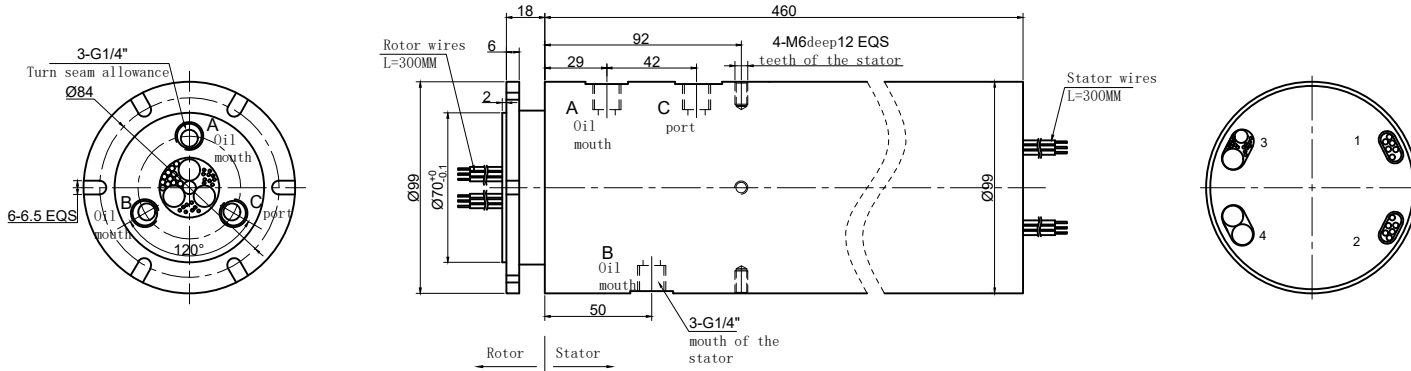 3-G1/4"
Turn seam allowance
Ø84
A
Oil
mouth
B
Oil
mouth
C
port
120°
6-6.5 EQS
18
460
6
92
29
42
2
Rotor wires
L=300MM
4-M6deep12 EQS
teeth of the stator
Stator wires
L=300MM
A
Oil
mouth
C
port
Ø99
Ø70+0-0.1
Ø99
B
Oil
mouth
50
3-G1/4"
mouth of the
stator
Rotor
Stator
3
1
4
2